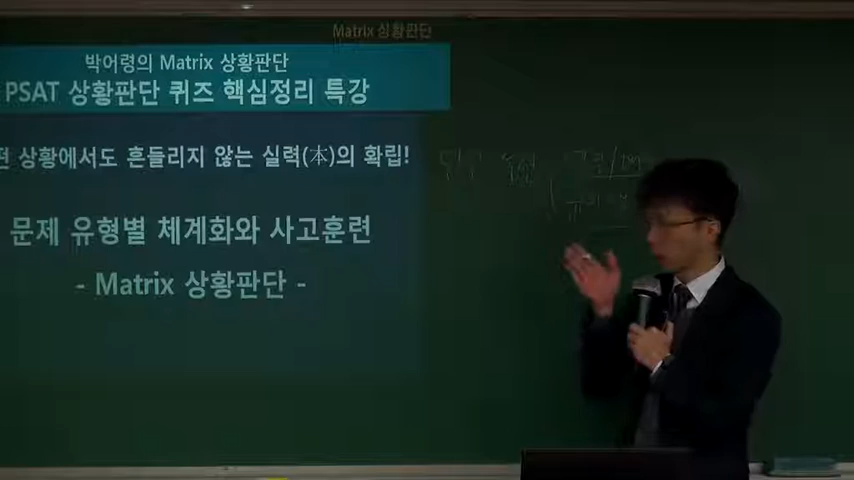 Matrix 상황판단
박어령의 Matrix 상황판단
PSAT 상황판단 퀴즈 핵심정리 특강
상황에서도 흔들리지 않는 실력(本)의 확립!
문제 유형별 체계화와 사고훈련
- Matrix 상황판단 -